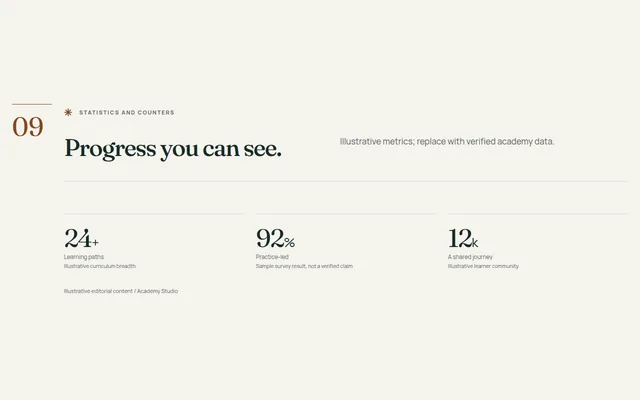 09
STATISTICS AND COUNTERS
Progress you can see.
Illustrative metrics; replace with verified academy data.
24+
Learning paths
Illustrative curriculum breadth
92%
Practice-led
Sample survey result, not a verified claim
12k
A shared journey
Illustrative learner community
Illustrative editorial content / Academy Studio